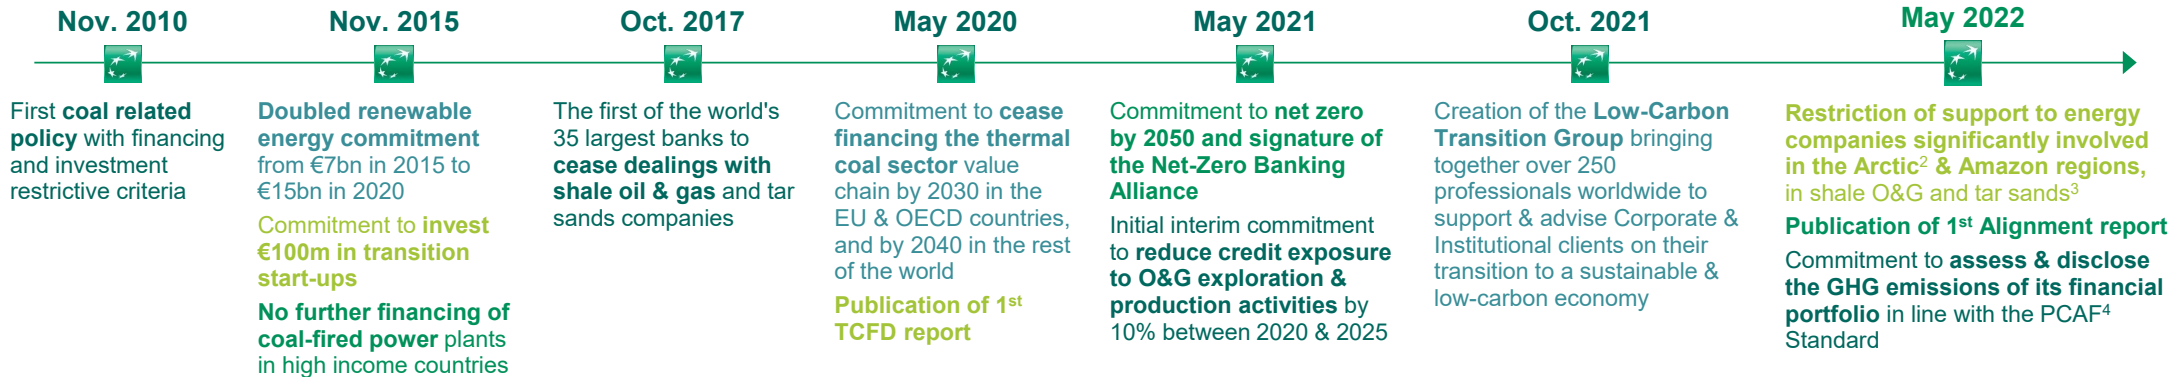 Nov. 2010
First coal related
policy with financing
and investment
restrictive criteria
Nov. 2015
Doubled renewable
energy commitment
from €7bn in 2015 to
€15bn in 2020
Commitment to invest
€100m in transition
start-ups
No further financing of
coal-fired power plants
in high income countries
Oct. 2017
The first of the world's
35 largest banks to
cease dealings with
shale oil & gas and tar
sands companies
May 2020
Commitment to cease
financing the thermal
coal sector value
chain by 2030 in the
EU & OECD countries,
and by 2040 in the rest
of the world
Publication of 1st
TCFD report
May 2021
Commitment to net zero
by 2050 and signature of
the Net-Zero Banking
Alliance
Initial interim commitment
to reduce credit exposure
to O&G exploration &
production activities by
10% between 2020 & 2025
Oct. 2021
Creation of the Low-Carbon
Transition Group bringing
together over 250
professionals worldwide to
support & advise Corporate &
Institutional clients on their
transition to a sustainable &
low-carbon economy
May 2022
Restriction of support to energy
companies significantly involved
in the Arctic² & Amazon regions,
in shale O&G and tar sands³
Publication of 1st Alignment report
Commitment to assess & disclose
the GHG emissions of its financial
portfolio in line with the PCAF⁴
Standard